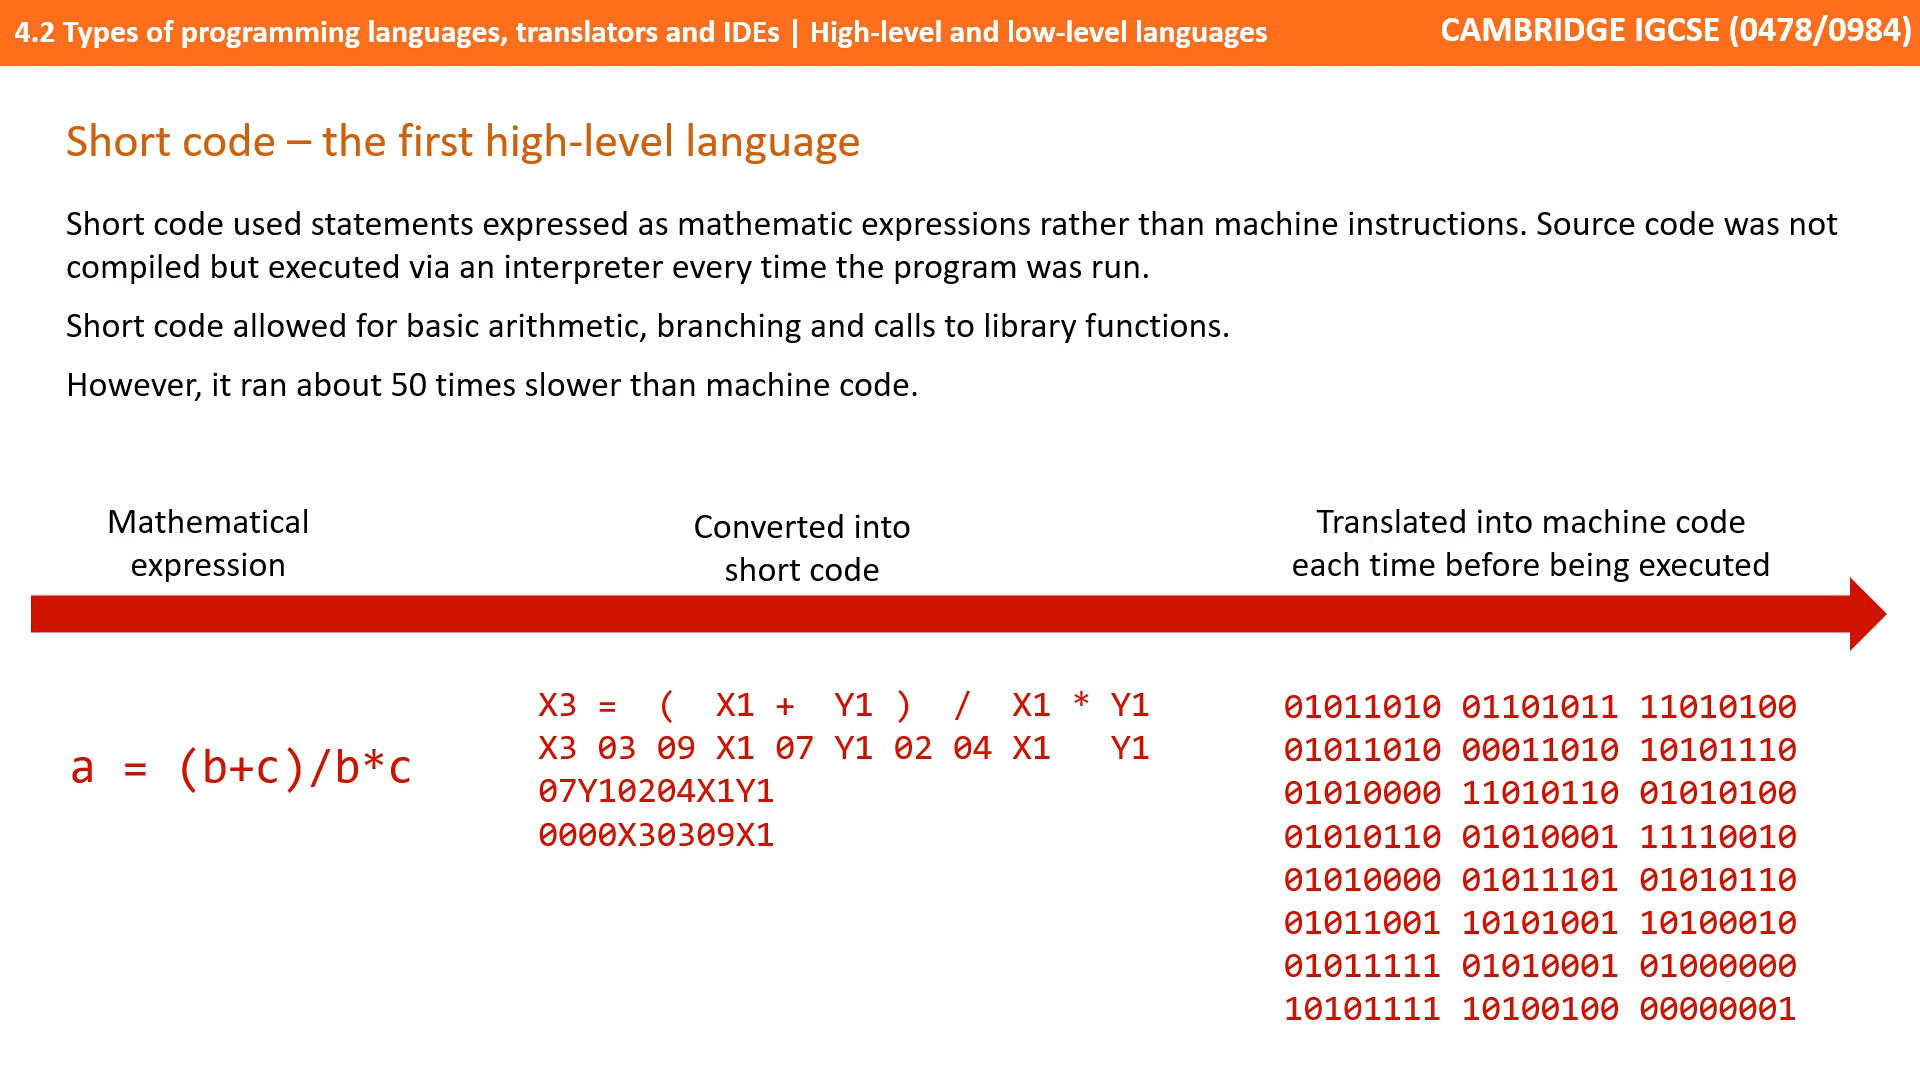 4.2 Types of programming languages, translators and IDEs | High-level and low-level languages
CAMBRIDGE IGCSE (0478/0984)
Short code – the first high-level language
Short code used statements expressed as mathematic expressions rather than machine instructions. Source code was not
compiled but executed via an interpreter every time the program was run.
Short code allowed for basic arithmetic, branching and calls to library functions.
However, it ran about 50 times slower than machine code.
Mathematical
expression
Converted into
short code
Translated into machine code
each time before being executed
a = (b+c)/b*c
X3 = ( X1 + Y1 ) / X1 * Y1
X3 03 09 X1 07 Y1 02 04 X1 Y1
07Y10204X1Y1
0000X30309X1
01011010 01101011 11010100
01011010 00011010 10101110
01010000 11010110 01010100
01010110 01010001 11110010
01010000 01011101 01010110
01011001 10101001 10100010
01011111 01010001 01000000
10101111 10100100 00000001